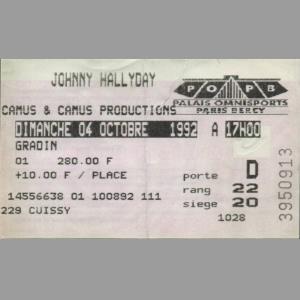 JOHNNY HALLYDAY
P O P B
PALAIS OMNISPORTS
PARIS BERCY
CAMUS & CAMUS PRODUCTIONS
DIMANCHE 04 OCTOBRE 1992 A 17H00
GRADIN
01 280.00 F
+10.00 F / PLACE
porte D
rang 22
siege 20
14556638 01 100892 111
229 CUISSY
1028
3950913